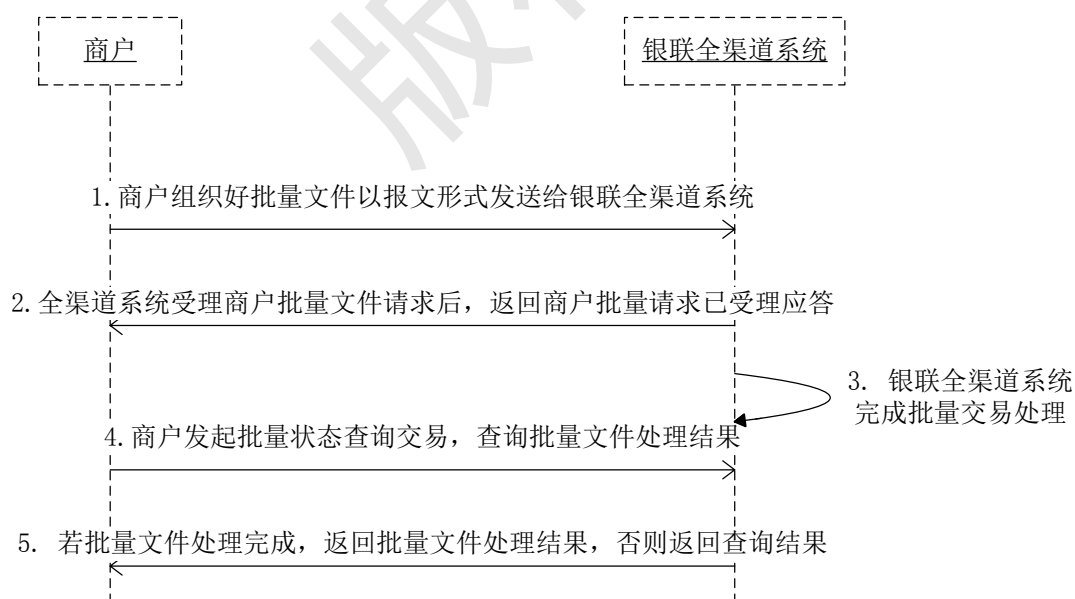 商户
银联全渠道系统
1.商户组织好批量文件以报文形式发送给银联全渠道系统
2.全渠道系统受理商户批量文件请求后，返回商户批量请求已受理应答
3. 银联全渠道系统
完成批量交易处理
4.商户发起批量状态查询交易，查询批量文件处理结果
5. 若批量文件处理完成，返回批量文件处理结果，否则返回查询结果
版